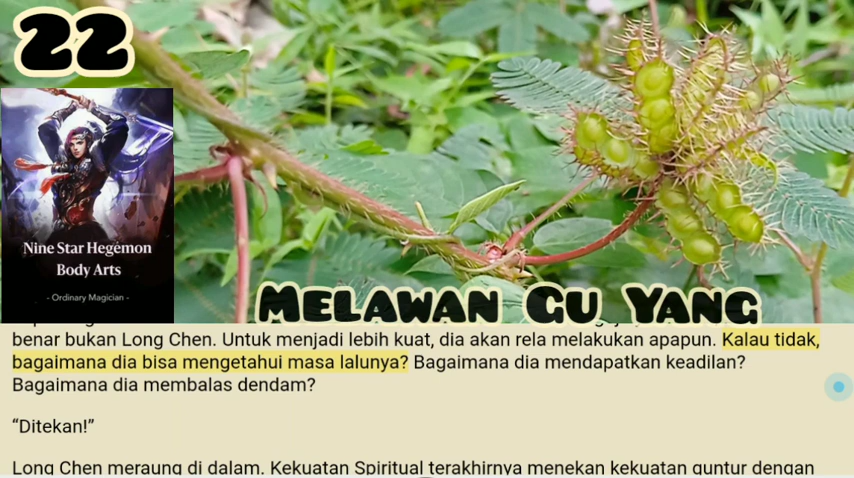 22
Nine Star Hegemon
Body Arts
- Ordinary Magician -
MELAWAN GU YANG
benar bukan Long Chen. Untuk menjadi lebih kuat, dia akan rela melakukan apapun. Kalau tidak,
bagaimana dia bisa mengetahui masa lalunya? Bagaimana dia mendapatkan keadilan?
Bagaimana dia membalas dendam?
“Ditekan!”
Long Chen meraung di dalam. Kekuatan Spiritual terakhirnya menekan kekuatan guntur dengan